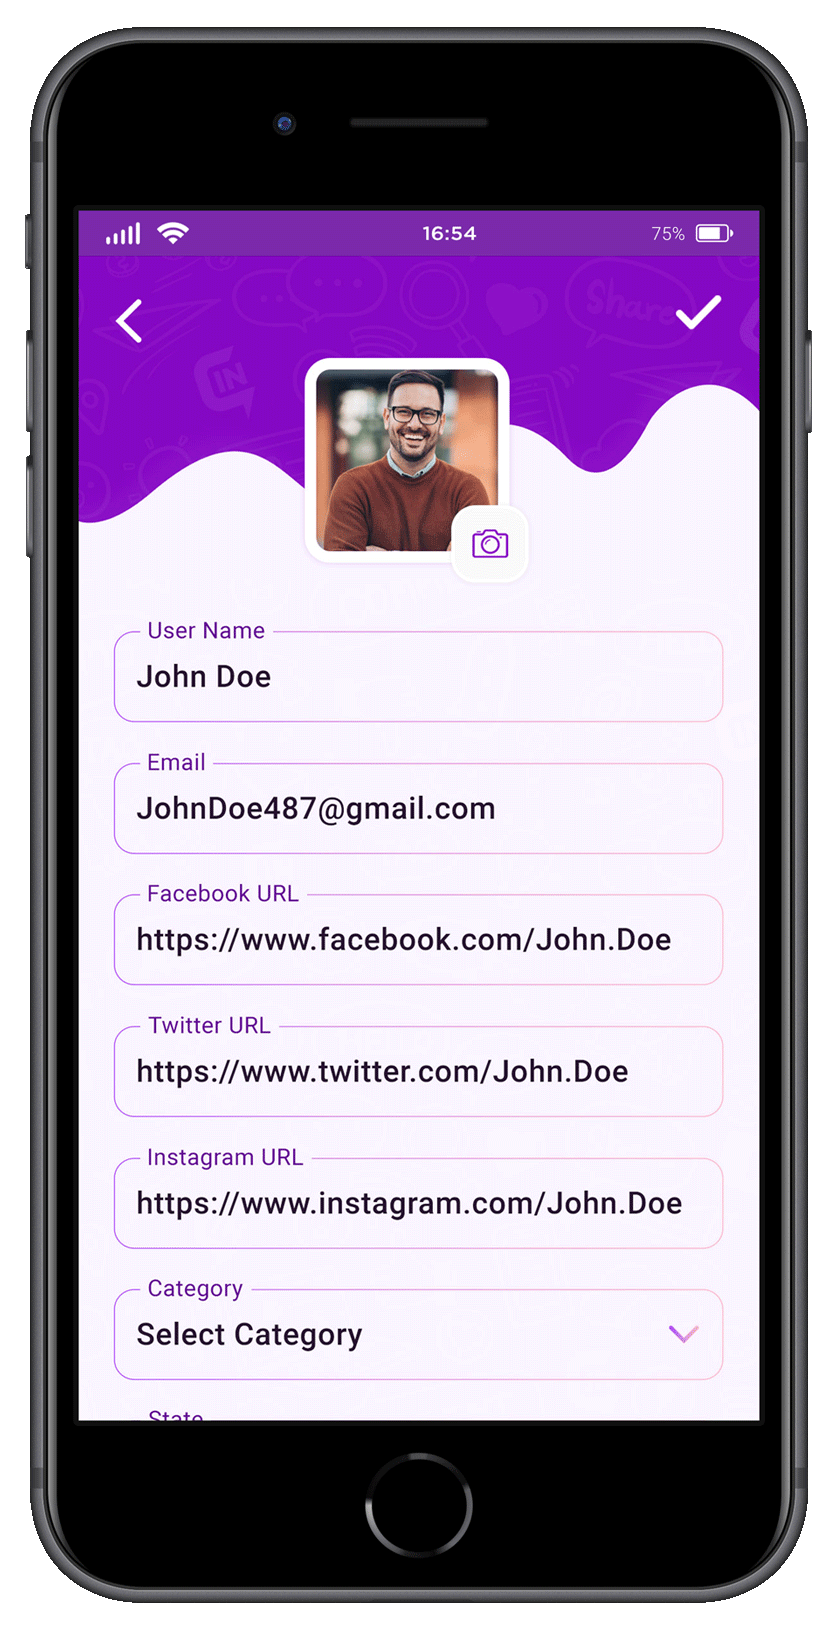 16:54
75%
Share
IN
User Name
John Doe
Email
JohnDoe487@gmail.com
Facebook URL
https://www.facebook.com/John.Doe
Twitter URL
https://www.twitter.com/John.Doe
Instagram URL
https://www.instagram.com/John.Doe
Category
Select Category
State